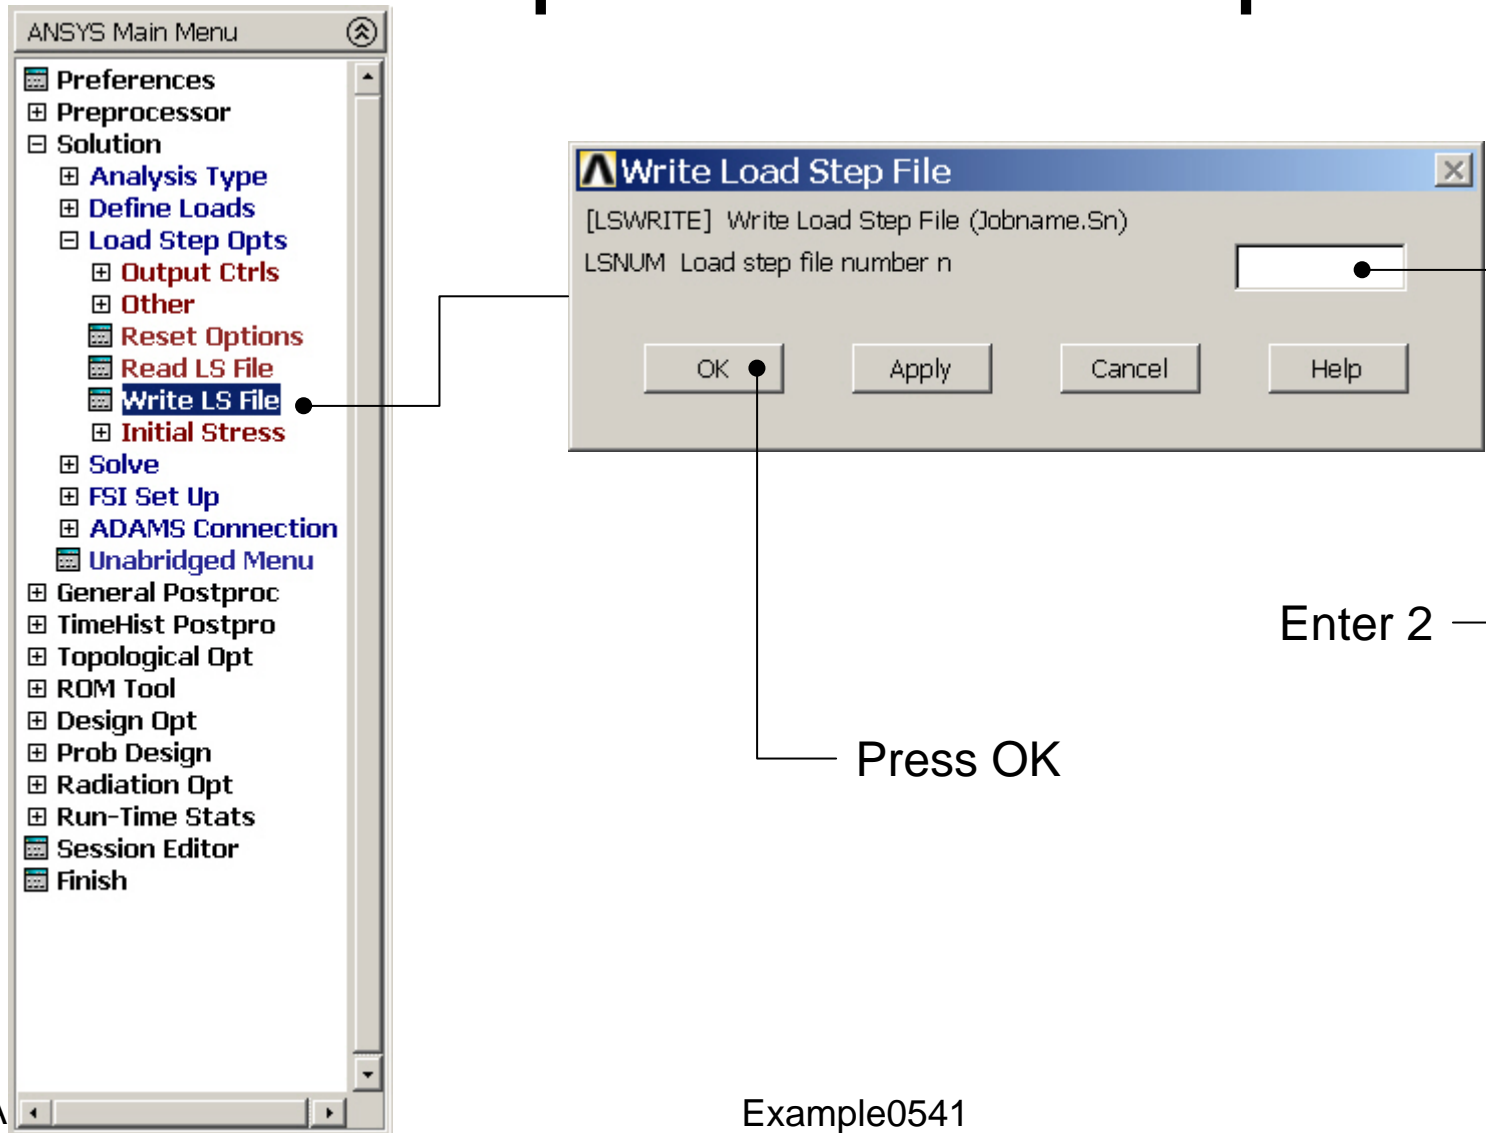 ANSYS Main Menu
Preferences
Preprocessor
Solution
Analysis Type
Define Loads
Load Step Opts
Output Ctrls
Other
Reset Options
Read LS File
Write LS File
Initial Stress
Solve
FSI Set Up
ADAMS Connection
Unabridged Menu
General Postproc
TimeHist Postpro
Topological Opt
ROM Tool
Design Opt
Prob Design
Radiation Opt
Run-Time Stats
Session Editor
Finish
Write Load Step File
[LSWRITE] Write Load Step File (Jobname.Sn)
LSNUM Load step file number n
OK Apply Cancel Help
Enter 2
Press OK
Example0541